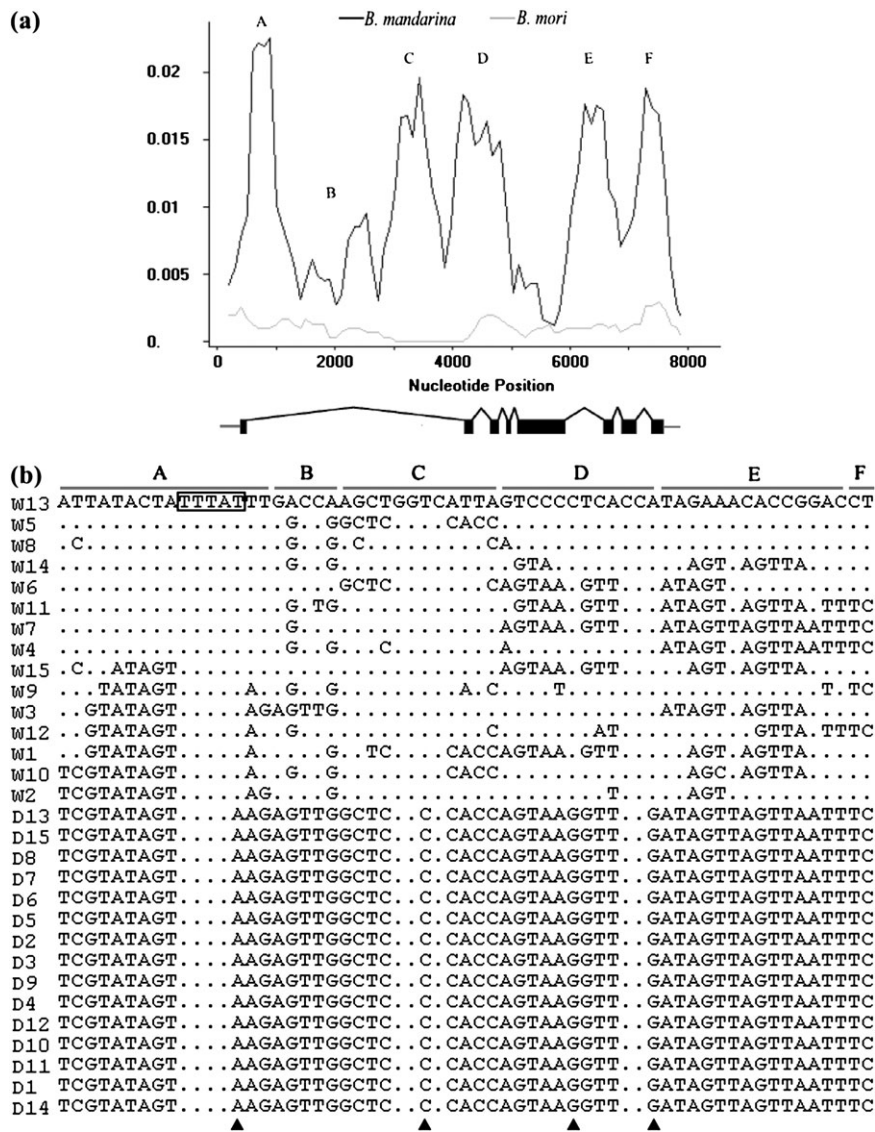 (a)
B. mandarina B. mori
A B C D E F
0.02
0.015
0.01
0.005
0.
0 2000 4000 6000 8000
Nucleotide Position
(b)
A B C D E F
W13 ATTATACTATTTATTTGACCAAGCTGGTCATTAGTCCCCTCACCATAGAAACACCGGACCT
W5 .................G..GGCTC....CACC............................
W8 .C...............G..G.C.........CA...........................
W14 .................G..G.............GTA..........AGT.AGTTA.....
W6 .....................GCTC.......CAGTAA.GTT...ATAGT...........
W11 .................G.TG.............GTAA.GTT...ATAGT.AGTTA.TTTC
W7 .................G...............AGTAA.GTT...ATAGTTAGTTAATTTC
W4 .................G..G...C........A...........ATAGT.AGTTAATTTC
W15 .C..ATAGT........................AGTAA.GTT.....AGT.AGTTA.....
W9 ...TATAGT.....A..G..G.........A.C....T...................T.TC
W3 ..GTATAGT.....AGAGTTG........................ATAGT.AGTTA.....
W12 ..GTATAGT.....A..G..............C.......AT..........GTTA.TTTC
W1 ..GTATAGT.....A.....G..TC....CACCAGTAA.GTT.....AGT.AGTTA.....
W10 TCGTATAGT.....A..G..G........CACC..............AGC.AGTTA.....
W2 TCGTATAGT.....AG....G....................T.....AGT...........
D13 TCGTATAGT....AAGAGTTGGCTC..C.CACCAGTAAGGTT..GATAGTTAGTTAATTTC
D15 TCGTATAGT....AAGAGTTGGCTC..C.CACCAGTAAGGTT..GATAGTTAGTTAATTTC
D8 TCGTATAGT....AAGAGTTGGCTC..C.CACCAGTAAGGTT..GATAGTTAGTTAATTTC
D7 TCGTATAGT....AAGAGTTGGCTC..C.CACCAGTAAGGTT..GATAGTTAGTTAATTTC
D6 TCGTATAGT....AAGAGTTGGCTC..C.CACCAGTAAGGTT..GATAGTTAGTTAATTTC
D5 TCGTATAGT....AAGAGTTGGCTC..C.CACCAGTAAGGTT..GATAGTTAGTTAATTTC
D2 TCGTATAGT....AAGAGTTGGCTC..C.CACCAGTAAGGTT..GATAGTTAGTTAATTTC
D3 TCGTATAGT....AAGAGTTGGCTC..C.CACCAGTAAGGTT..GATAGTTAGTTAATTTC
D9 TCGTATAGT....AAGAGTTGGCTC..C.CACCAGTAAGGTT..GATAGTTAGTTAATTTC
D4 TCGTATAGT....AAGAGTTGGCTC..C.CACCAGTAAGGTT..GATAGTTAGTTAATTTC
D12 TCGTATAGT....AAGAGTTGGCTC..C.CACCAGTAAGGTT..GATAGTTAGTTAATTTC
D10 TCGTATAGT....AAGAGTTGGCTC..C.CACCAGTAAGGTT..GATAGTTAGTTAATTTC
D11 TCGTATAGT....AAGAGTTGGCTC..C.CACCAGTAAGGTT..GATAGTTAGTTAATTTC
D1 TCGTATAGT....AAGAGTTGGCTC..C.CACCAGTAAGGTT..GATAGTTAGTTAATTTC
D14 TCGTATAGT....AAGAGTTGGCTC..C.CACCAGTAAGGTT..GATAGTTAGTTAATTTC